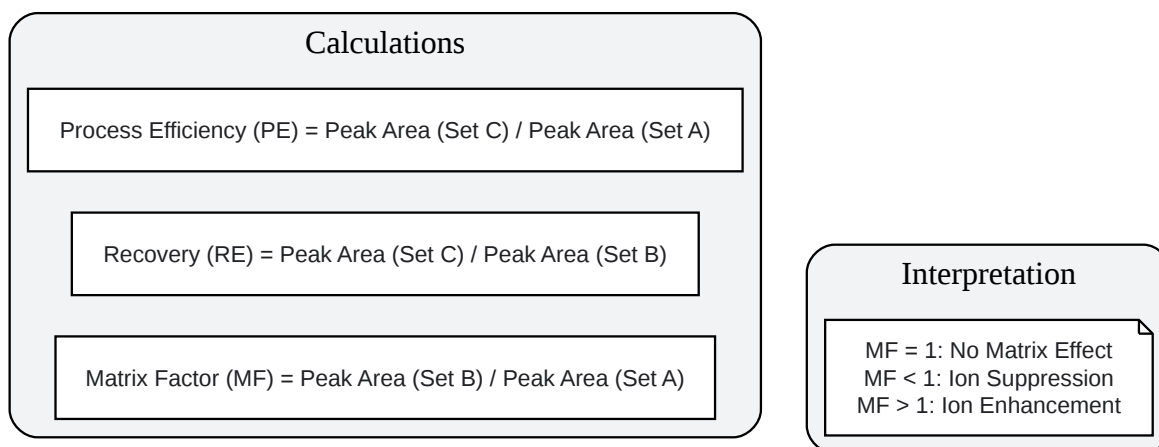 Calculations
Process Efficiency (PE) = Peak Area (Set C) / Peak Area (Set A)
Recovery (RE) = Peak Area (Set C) / Peak Area (Set B)
Matrix Factor (MF) = Peak Area (Set B) / Peak Area (Set A)
Interpretation
MF = 1: No Matrix Effect
MF < 1: Ion Suppression
MF > 1: Ion Enhancement